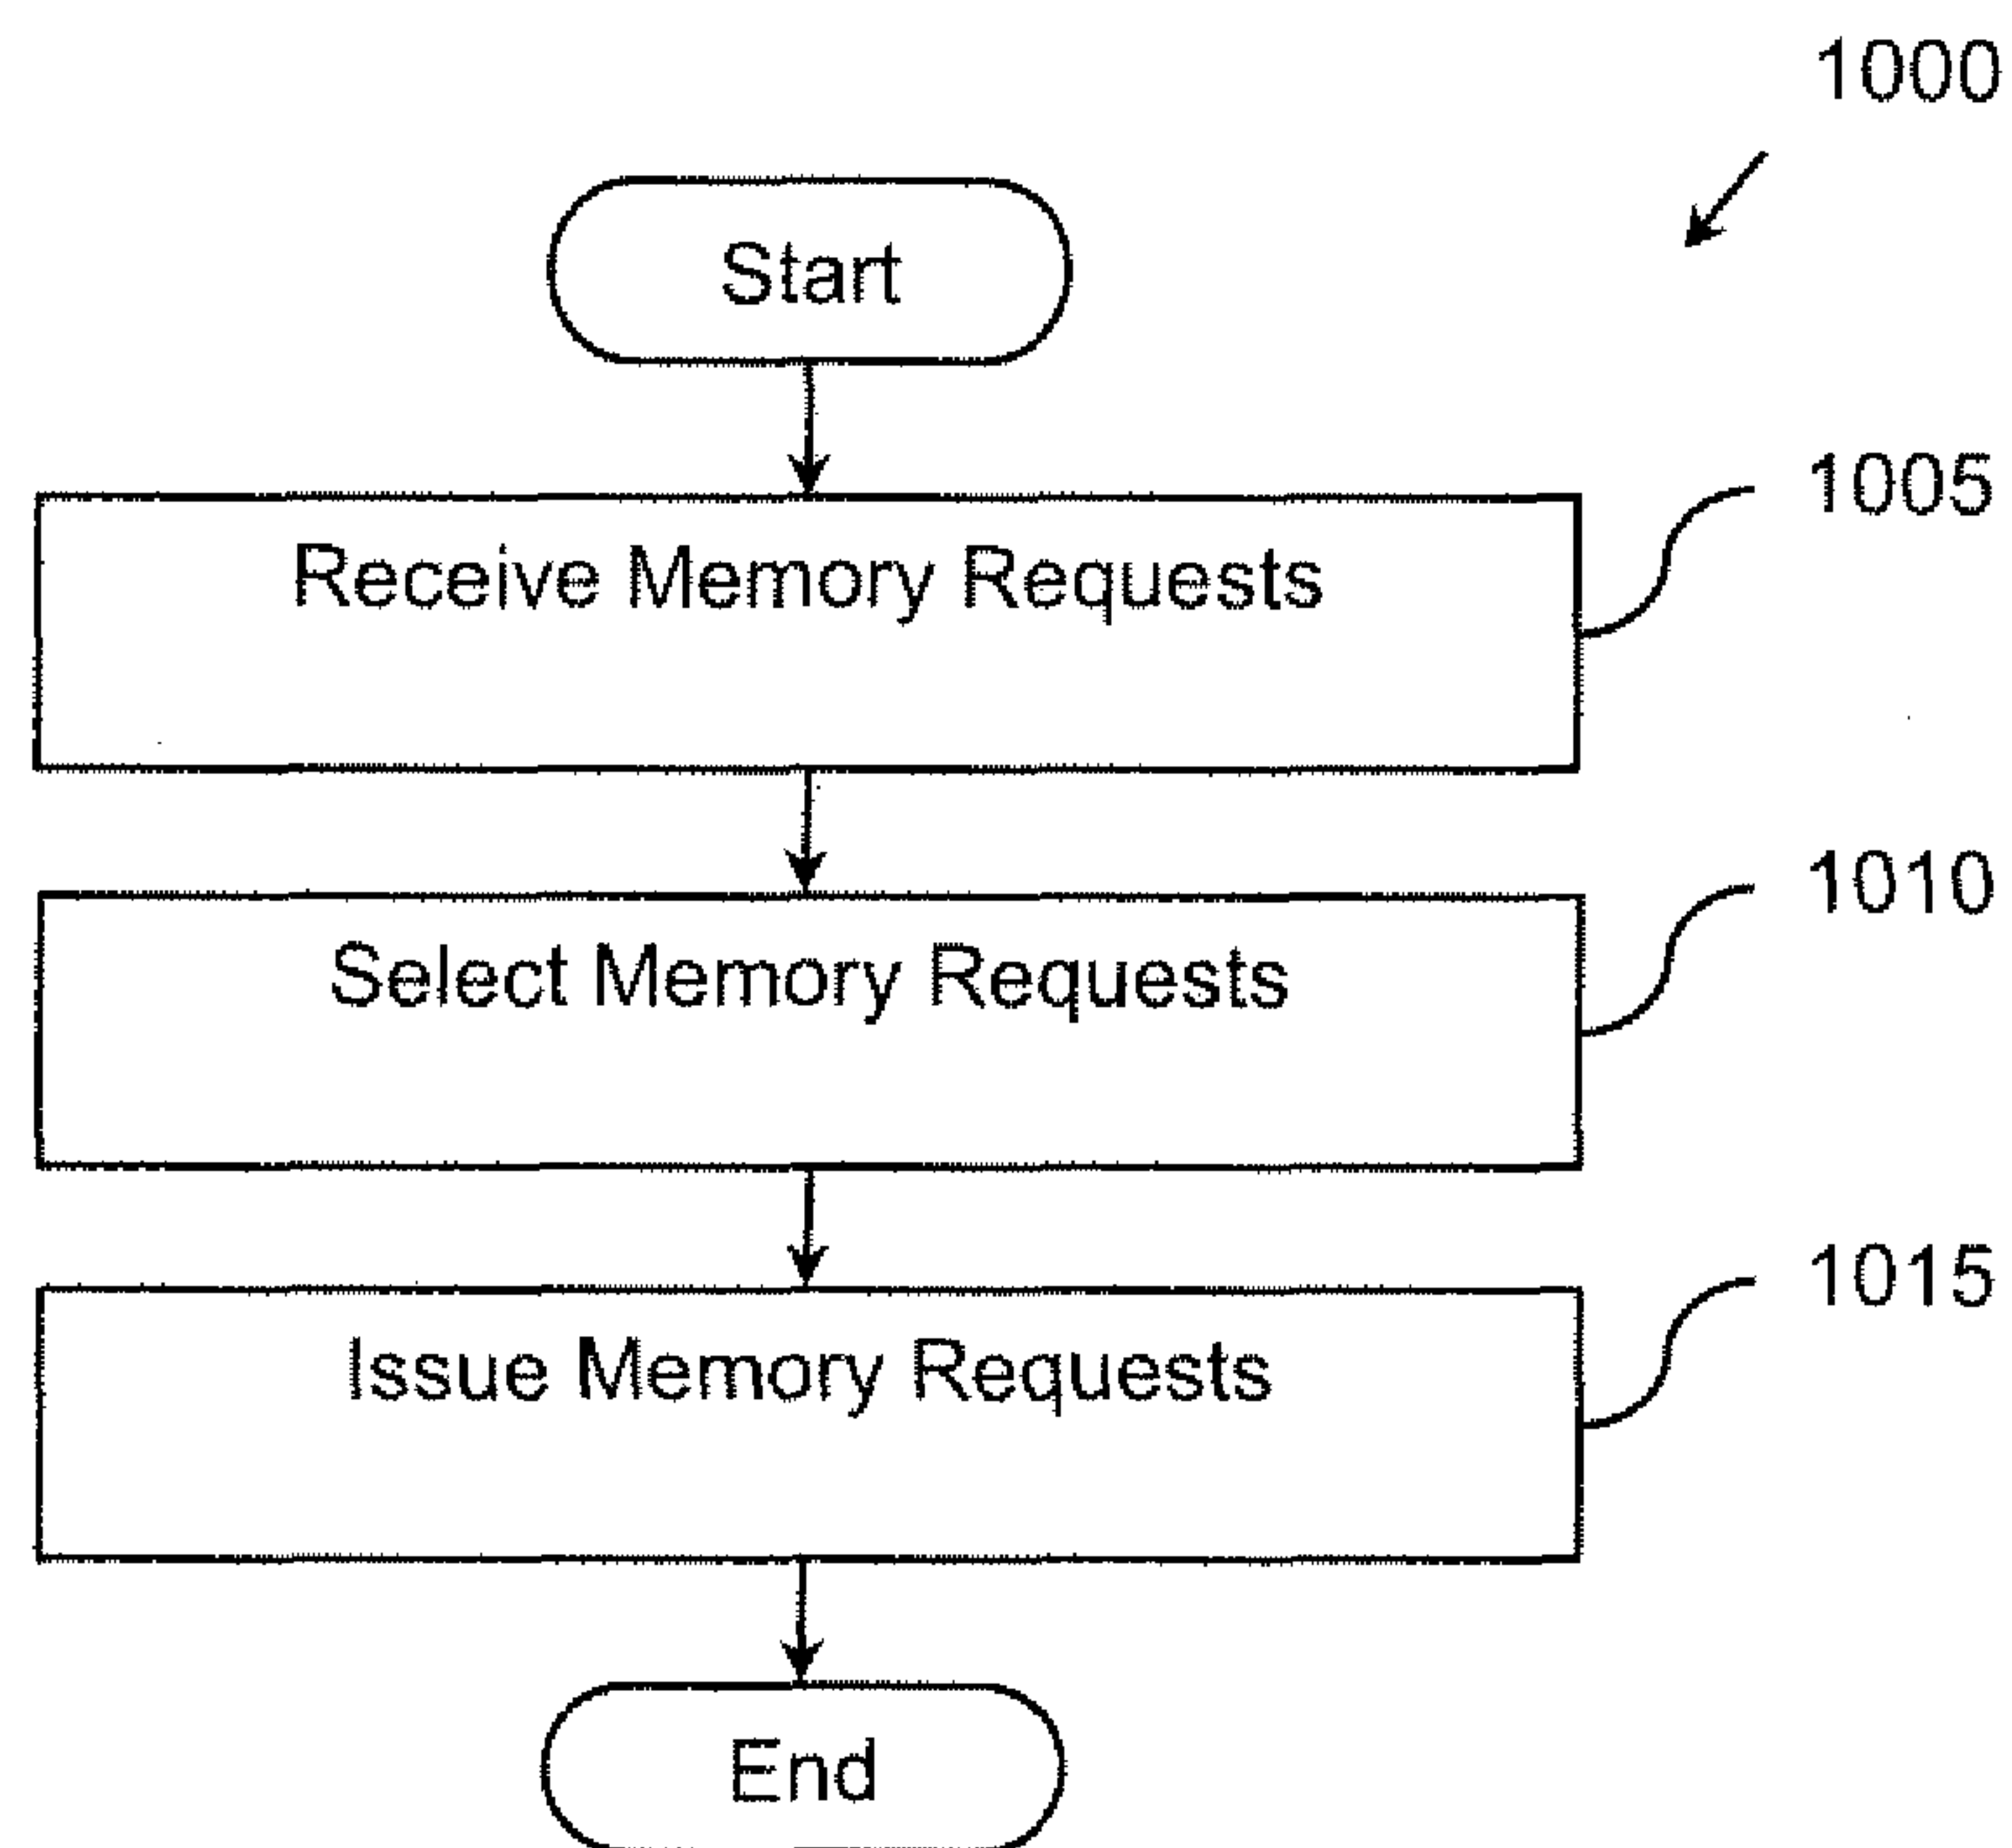 1000
Start
1005
Receive Memory Requests
1010
Select Memory Requests
1015
Issue Memory Requests
End